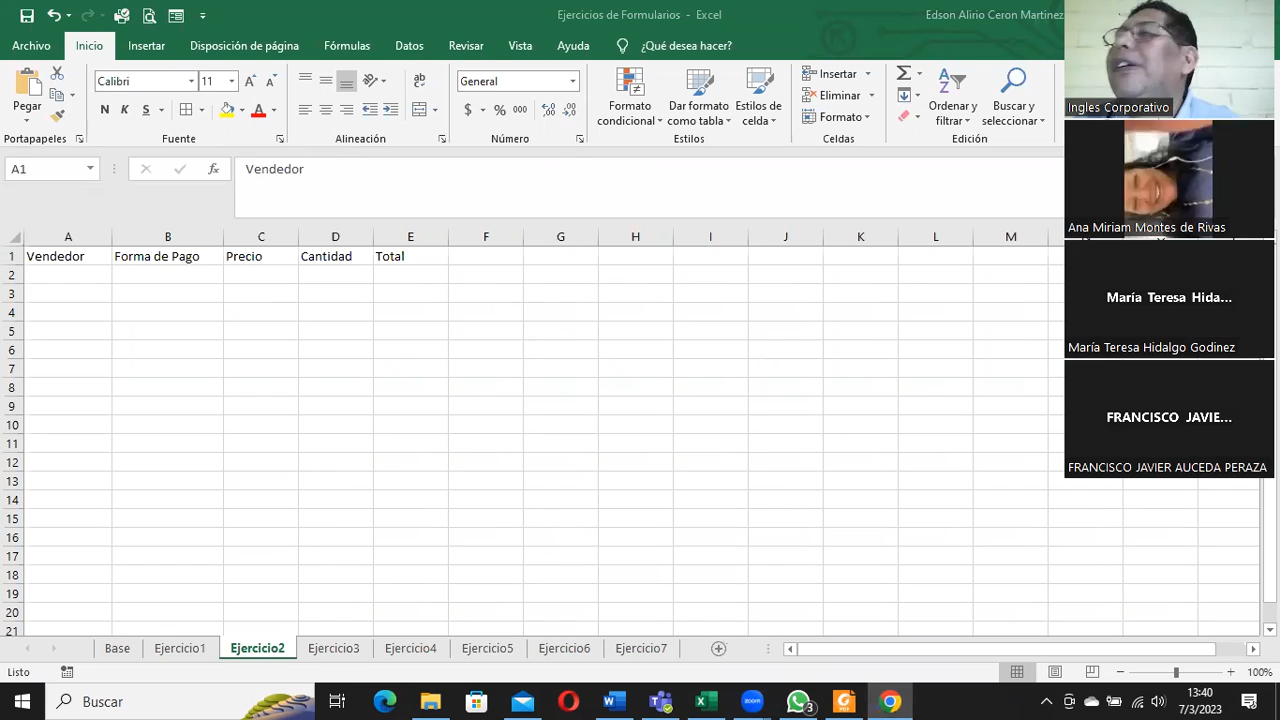 Ejercicios de Formularios - Excel
Edson Alirio Ceron Martinez
Archivo Inicio Insertar Disposición de página Fórmulas Datos Revisar Vista Ayuda ¿Qué desea hacer?
Pegar
Calibri 11
N K S
ab
General
$ % 000
Formato condicional
Dar formato como tabla
Estilos de celda
Insertar
Eliminar
Formato
Ordenar y filtrar
Buscar y seleccionar
Portapapeles Fuente Alineación Número Estilos Celdas Edición
A1 fx Vendedor
A B C D E F G H I J K L M
1 Vendedor Forma de Pago Precio Cantidad Total
2
3
4
5
6
7
8
9
10
11
12
13
14
15
16
17
18
19
20
21
Ingles Corporativo
Ana Miriam Montes de Rivas
María Teresa Hida...
María Teresa Hidalgo Godinez
FRANCISCO JAVIE...
FRANCISCO JAVIER AUCEDA PERAZA
Base Ejercicio1 Ejercicio2 Ejercicio3 Ejercicio4 Ejercicio5 Ejercicio6 Ejercicio7
Listo 100%
Buscar
zoom
3
13:40
7/3/2023